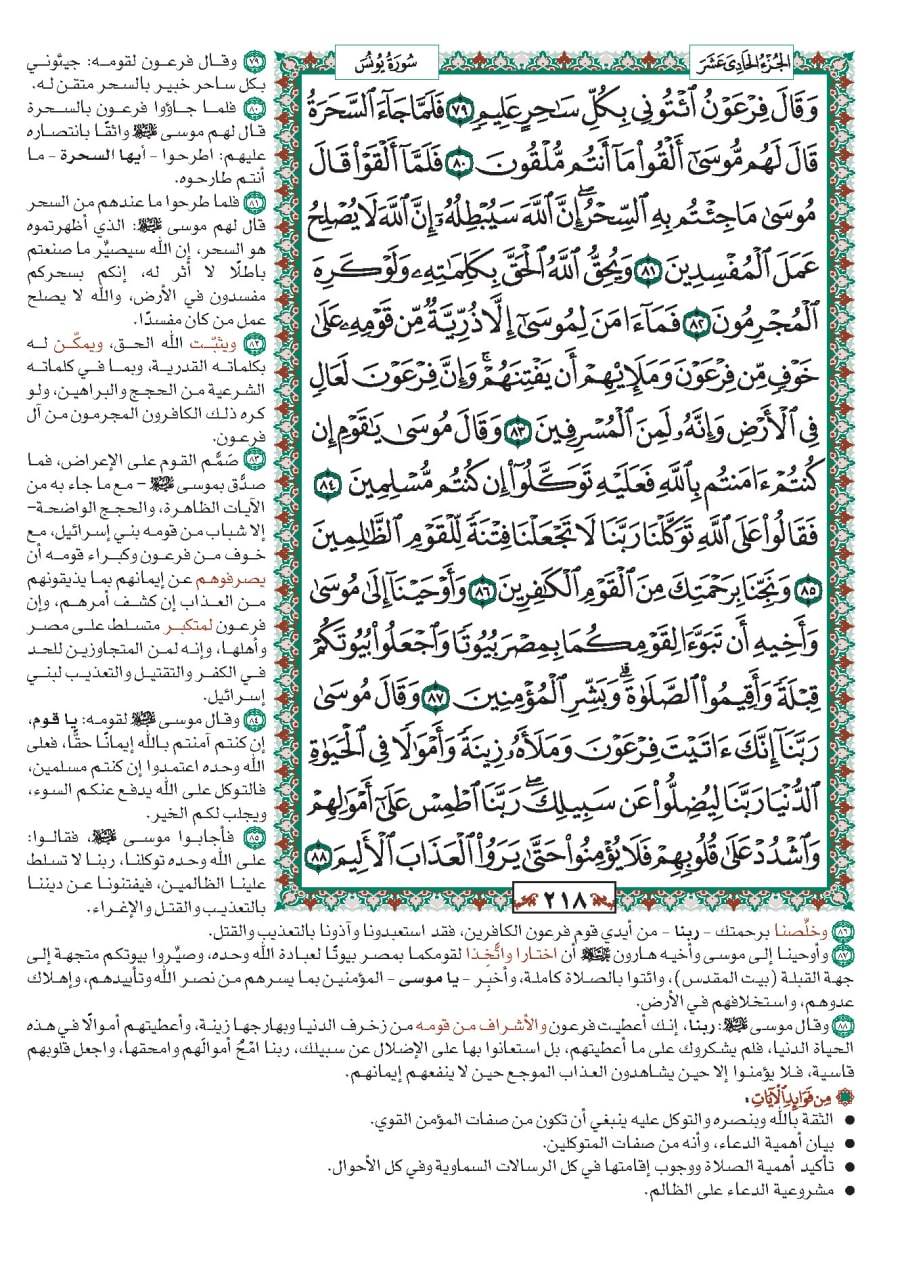 الجُزْءُ الحَادِي عَشَرَ
سُورَةُ يُونُسَ
وَقَالَ فِرْعَوْنُ ٱئْتُونِي بِكُلِّ سَٰحِرٍ عَلِيمٖ ٧٩ فَلَمَّا جَآءَ ٱلسَّحَرَةُ
قَالَ لَهُم مُّوسَىٰٓ أَلْقُواْ مَآ أَنتُم مُّلْقُونَ ٨٠ فَلَمَّآ أَلْقَوْاْ قَالَ
مُوسَىٰ مَا جِئْتُم بِهِ ٱلسِّحْرُۖ إِنَّ ٱللَّهَ سَيُبْطِلُهُۥٓ إِنَّ ٱللَّهَ لَا يُصْلِحُ
عَمَلَ ٱلْمُفْسِدِينَ ٨١ وَيُحِقُّ ٱللَّهُ ٱلْحَقَّ بِكَلِمَٰتِهِۦ وَلَوْ كَرِهَ
ٱلْمُجْرِمُونَ ٨٢ فَمَآ ءَامَنَ لِمُوسَىٰٓ إِلَّا ذُرِّيَّةٌ مِّن قَوْمِهِۦ عَلَىٰ
خَوْفٍ مِّن فِرْعَوْنَ وَمَلَإِيْهِمْ أَن يَفْتِنَهُمْۚ وَإِنَّ فِرْعَوْنَ لَعَالٍ
فِي ٱلْأَرْضِ وَإِنَّهُۥ لَمِنَ ٱلْمُسْرِفِينَ ٨٣ وَقَالَ مُوسَىٰ يَٰقَوْمِ إِن
كُنتُمْ ءَامَنتُم بِٱللَّهِ فَعَلَيْهِ تَوَكَّلُوٓاْ إِن كُنتُم مُّسْلِمِينَ ٨٤
فَقَالُواْ عَلَى ٱللَّهِ تَوَكَّلْنَا رَبَّنَا لَا تَجْعَلْنَا فِتْنَةً لِّلْقَوْمِ ٱلظَّٰلِمِينَ
٨٥ وَنَجِّنَا بِرَحْمَتِكَ مِنَ ٱلْقَوْمِ ٱلْكَٰفِرِينَ ٨٦ وَأَوْحَيْنَآ إِلَىٰ مُوسَىٰ
وَأَخِيهِ أَن تَبَوَّءَا لِقَوْمِكُمَا بِمِصْرَ بُيُوتًا وَٱجْعَلُواْ بُيُوتَكُمْ
قِبْلَةً وَأَقِيمُواْ ٱلصَّلَوٰةَۗ وَبَشِّرِ ٱلْمُؤْمِنِينَ ٨٧ وَقَالَ مُوسَىٰ
رَبَّنَآ إِنَّكَ ءَاتَيْتَ فِرْعَوْنَ وَمَلَأَهُۥ زِينَةً وَأَمْوَٰلًا فِي ٱلْحَيَوٰةِ
ٱلدُّنْيَا رَبَّنَا لِيُضِلُّواْ عَن سَبِيلِكَۖ رَبَّنَا ٱطْمِسْ عَلَىٰٓ أَمْوَٰلِهِمْ
وَٱشْدُدْ عَلَىٰ قُلُوبِهِمْ فَلَا يُؤْمِنُواْ حَتَّىٰ يَرَوُاْ ٱلْعَذَابَ ٱلْأَلِيمَ ٨٨
٢١٨
٧٩ وقال فرعون لقومه: جيئوني
بكل ساحر خبير بالسحر متقن له.
٨٠ فلما جاؤوا فرعون بالسحرة
قال لهم موسى ﷺ واثقًا بانتصاره
عليهم: اطرحوا - أيها السحرة - ما
أنتم طارحوه.
٨١ فلما طرحوا ما عندهم من السحر
قال لهم موسى ﷺ: الذي أظهرتموه
هو السحر، إن الله سيصيِّر ما صنعتم
باطلًا لا أثر له، إنكم بسحركم
مفسدون في الأرض، والله لا يصلح
عمل من كان مفسدًا.
٨٢ ويثبّت الله الحق، ويمكّن له
بكلماته القدرية، وبما في كلماته
الشرعية من الحجج والبراهين، ولو
كره ذلك الكافرون المجرمون من آل
فرعون.
٨٣ صَمَّم القوم على الإعراض، فما
صدَّق بموسى ﷺ - مع ما جاء به من
الآيات الظاهرة، والحجج الواضحة-
إلا شباب من قومه بني إسرائيل، مع
خوف من فرعون وكبراء قومه أن
يصرفوهم عن إيمانهم بما يذيقونهم
من العذاب إن كشف أمرهم، وإن
فرعون لمتكبر متسلط على مصر
وأهلها، وإنه لمن المتجاوزين للحد
في الكفر والتقتيل والتعذيب لبني
إسرائيل.
٨٤ وقال موسى ﷺ لقومه: يا قوم،
إن كنتم آمنتم بالله إيمانًا حقًّا، فعلى
الله وحده اعتمدوا إن كنتم مسلمين،
فالتوكل على الله يدفع عنكم السوء،
ويجلب لكم الخير.
٨٥ فأجابوا موسى ﷺ، فقالوا:
على الله وحده توكلنا، ربنا لا تسلط
علينا الظالمين، فيفتنونا عن ديننا
بالتعذيب والقتل والإغراء.
٨٦ وخلِّصنا برحمتك - ربنا - من أيدي قوم فرعون الكافرين، فقد استعبدونا وآذونا بالتعذيب والقتل.
٨٧ وأوحينا إلى موسى وأخيه هارون ﷺ أن اختارا واتَّخِذا لقومكما بمصر بيوتًا لعبادة الله وحده، وصيِّروا بيوتكم متجهة إلى
جهة القبلة (بيت المقدس)، وائتوا بالصلاة كاملة، وأخبِر - يا موسى - المؤمنين بما يسرهم من نصر الله وتأييدهم، وإهلاك
عدوهم، واستخلافهم في الأرض.
٨٨ وقال موسى ﷺ: ربنا، إنك أعطيت فرعون والأشراف من قومه من زخرف الدنيا وبهارجها زينة، وأعطيتهم أموالًا في هذه
الحياة الدنيا، فلم يشكروك على ما أعطيتهم، بل استعانوا بها على الإضلال عن سبيلك، ربنا امْحُ أموالَهم وامحقها، واجعل قلوبهم
قاسية، فلا يؤمنوا إلا حين يشاهدون العذاب الموجع حين لا ينفعهم إيمانهم.
مِن فَوَائِدِ الآيَاتِ:
• الثقة بالله وبنصره والتوكل عليه ينبغي أن تكون من صفات المؤمن القوي.
• بيان أهمية الدعاء، وأنه من صفات المتوكلين.
• تأكيد أهمية الصلاة ووجوب إقامتها في كل الرسالات السماوية وفي كل الأحوال.
• مشروعية الدعاء على الظالم.